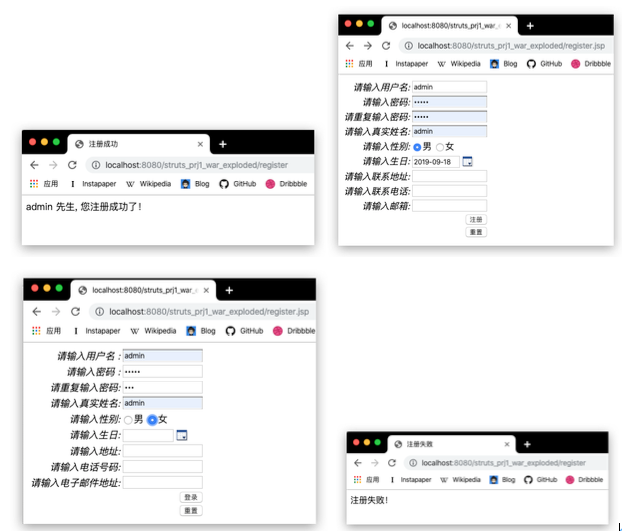 注册成功
localhost:8080/struts_prj1_war_exploded/register
应用 Instapaper Wikipedia Blog GitHub Dribbble
admin 先生, 您注册成功了!
localhost:8080/struts_prj1_war_
localhost:8080/struts_prj1_war_exploded/register.jsp
应用 Instapaper Wikipedia Blog GitHub Dribbble
请输入用户名: admin
请输入密码: •••••
请重复输入密码: •••••
请输入真实姓名: admin
请输入性别: 男 女
请输入生日: 2019-09-18
请输入联系地址:
请输入联系电话:
请输入邮箱:
注册
重置
localhost:8080/struts_prj1_war_
localhost:8080/struts_prj1_war_exploded/register.jsp
应用 Instapaper Wikipedia Blog GitHub Dribbble
请输入用户名 : admin
请输入密码 : •••••
请重复输入密码: •••
请输入真实姓名: admin
请输入性别: 男 女
请输入生日:
请输入地址:
请输入电话号码:
请输入电子邮件地址:
登录
重置
注册失败
localhost:8080/struts_prj1_war_exploded/register
应用 Instapaper Wikipedia Blog GitHub Dribbble
注册失败!